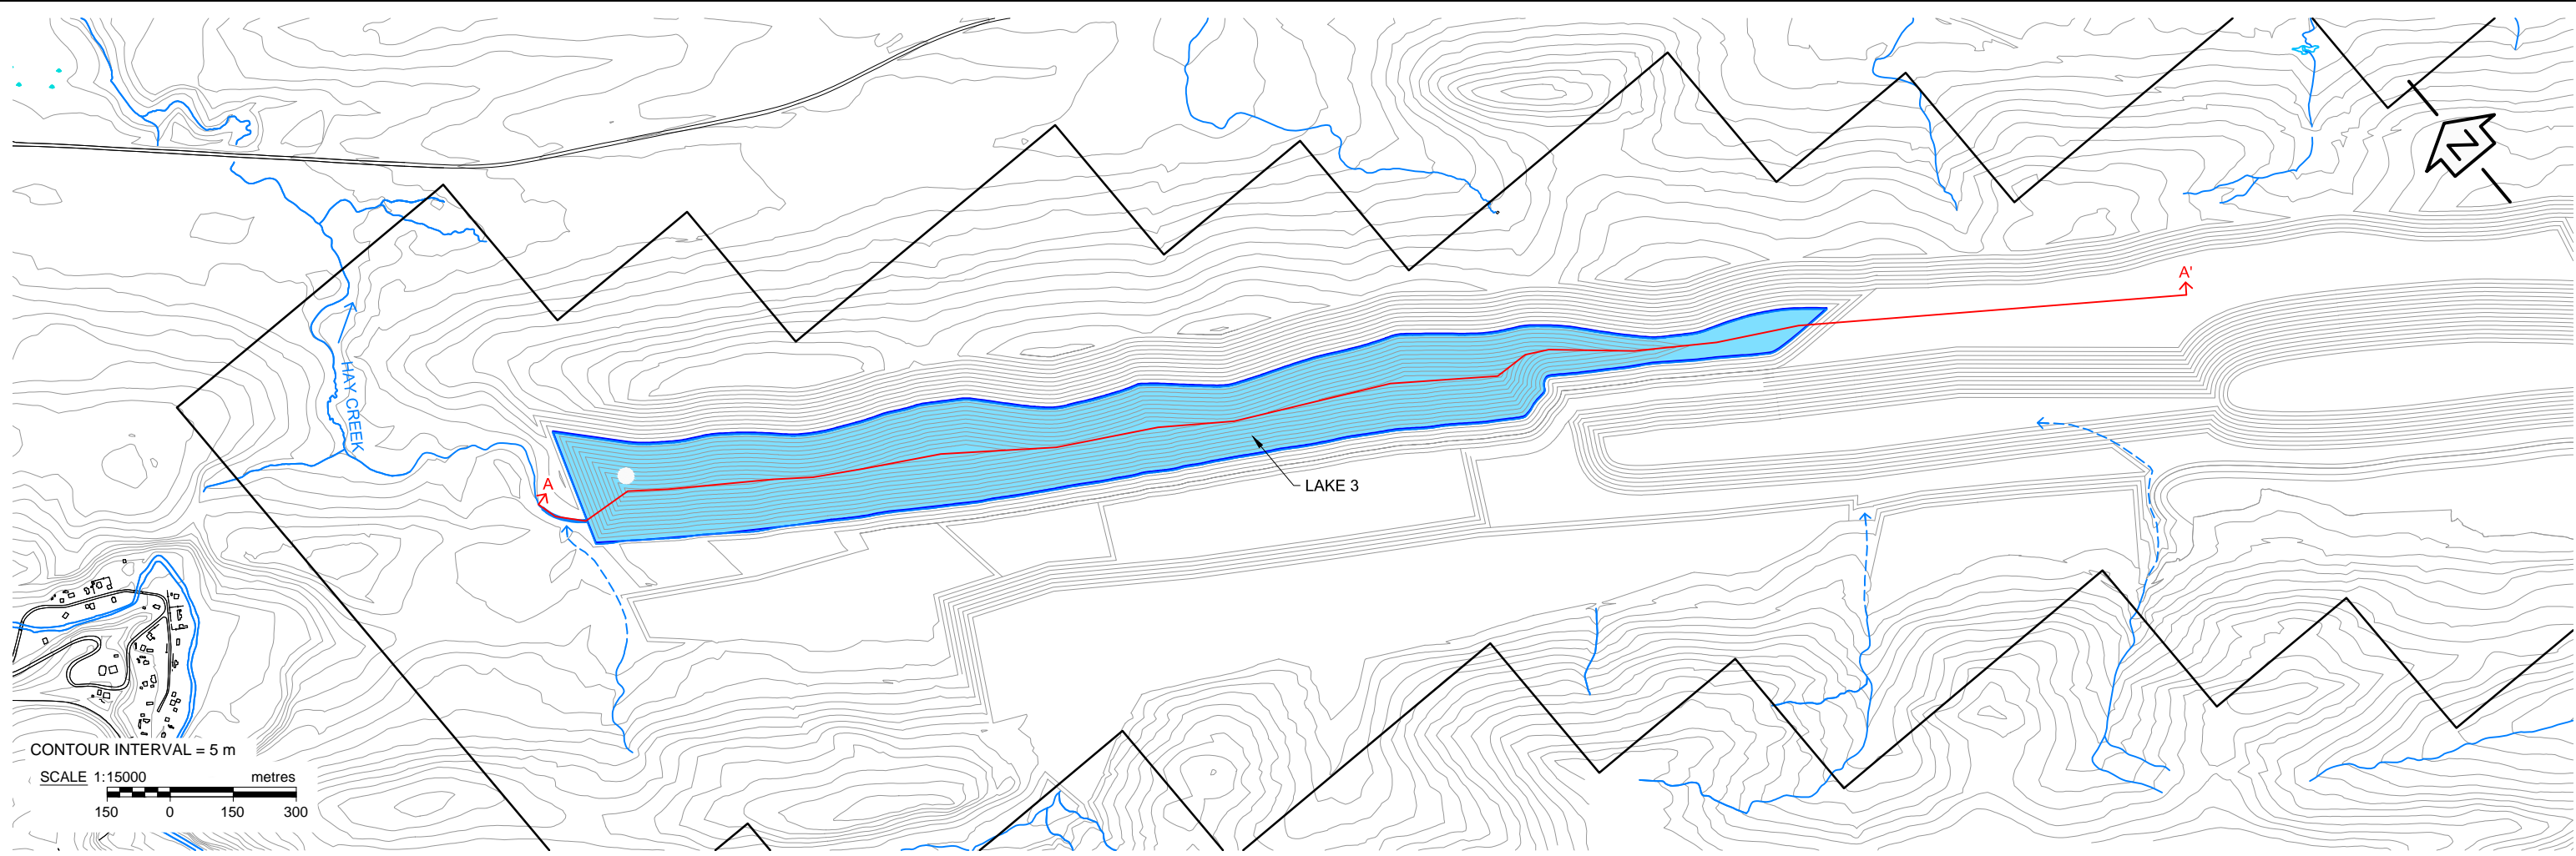 N
A'
HAY CREEK
A
LAKE 3
CONTOUR INTERVAL = 5 m
SCALE 1:15000 metres
150 0 150 300